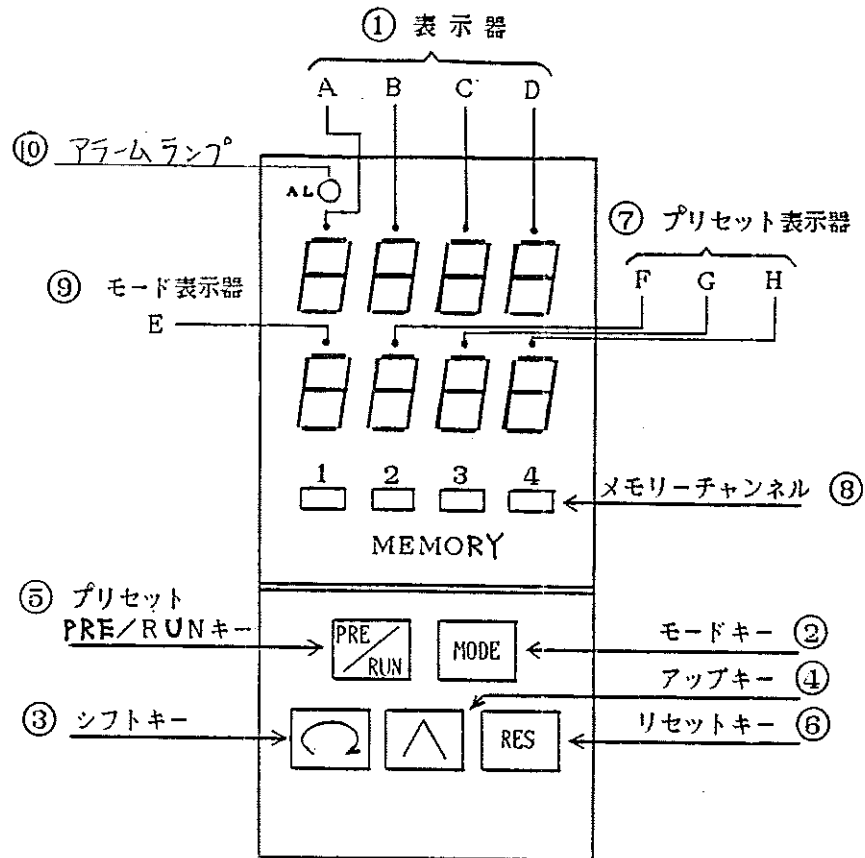 ① 表示器
A B C D
⑩ アラームランプ
AL
⑦ プリセット表示器
F G H
⑨ モード表示器
E
1 2 3 4
メモリーチャンネル ⑧
MEMORY
⑤ プリセット
PRE/RUNキー
PRE/RUN
MODE
モードキー ②
アップキー ④
③ シフトキー
RES
リセットキー ⑥